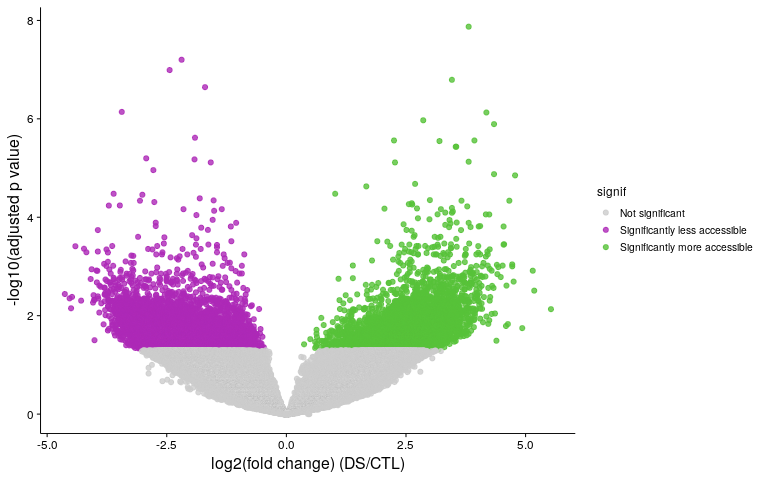 8
6
4
2
0
-log10(adjusted p value)
-5.0 -2.5 0.0 2.5 5.0
log2(fold change) (DS/CTL)
signif
Not significant
Significantly less accessible
Significantly more accessible